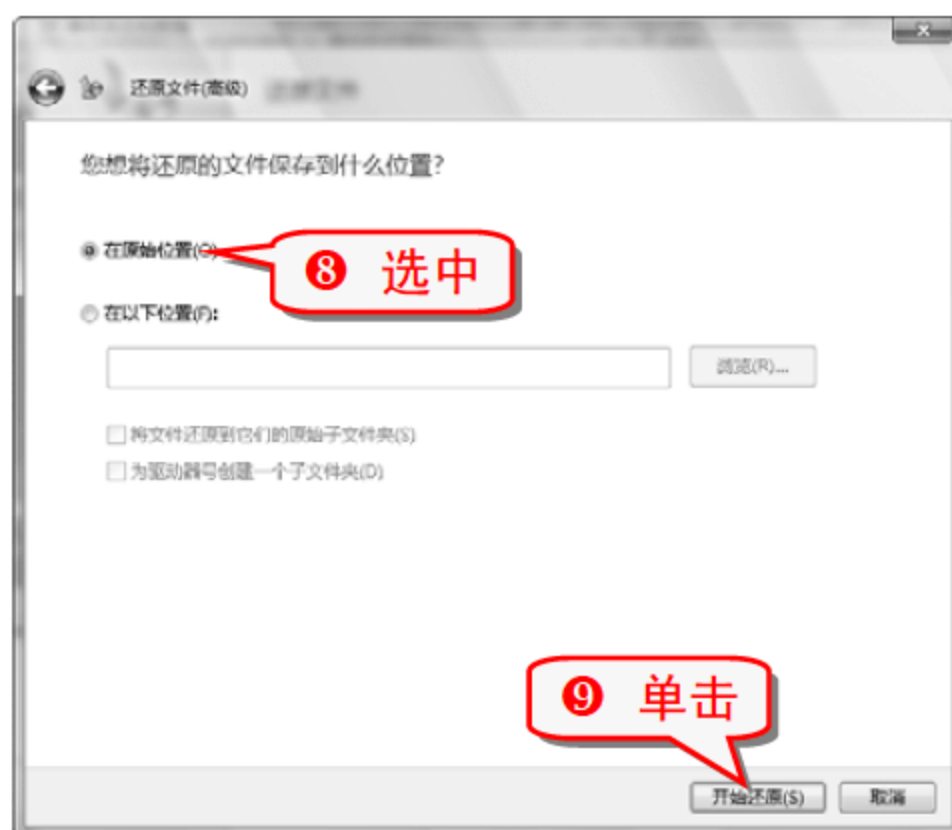 还原文件(高级)
您想将还原的文件保存到什么位置?
在原始位置(O)
❽ 选中
在以下位置(F):
浏览(R)...
将文件还原到它们的原始子文件夹(S)
为驱动器号创建一个子文件夹(D)
❾ 单击
开始还原(S) 取消